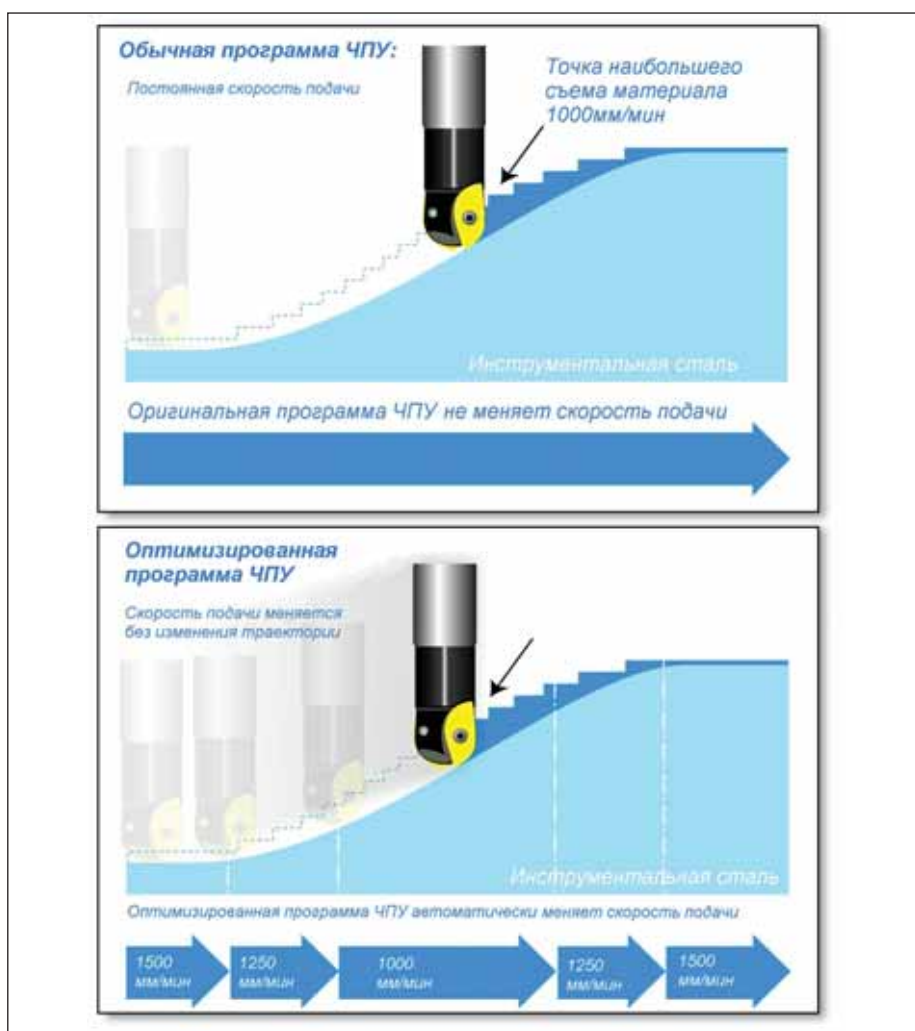 Обычная программа ЧПУ:
Постоянная скорость подачи
Точка наибольшего
съема материала
1000мм/мин
Инструментальная сталь
Оригинальная программа ЧПУ не меняет скорость подачи
Оптимизированная
программа ЧПУ
Скорость подачи меняется
без изменения траектории
Инструментальная сталь
Оптимизированная программа ЧПУ автоматически меняет скорость подачи
1500
мм/мин
1250
мм/мин
1000
мм/мин
1250
мм/мин
1500
мм/мин